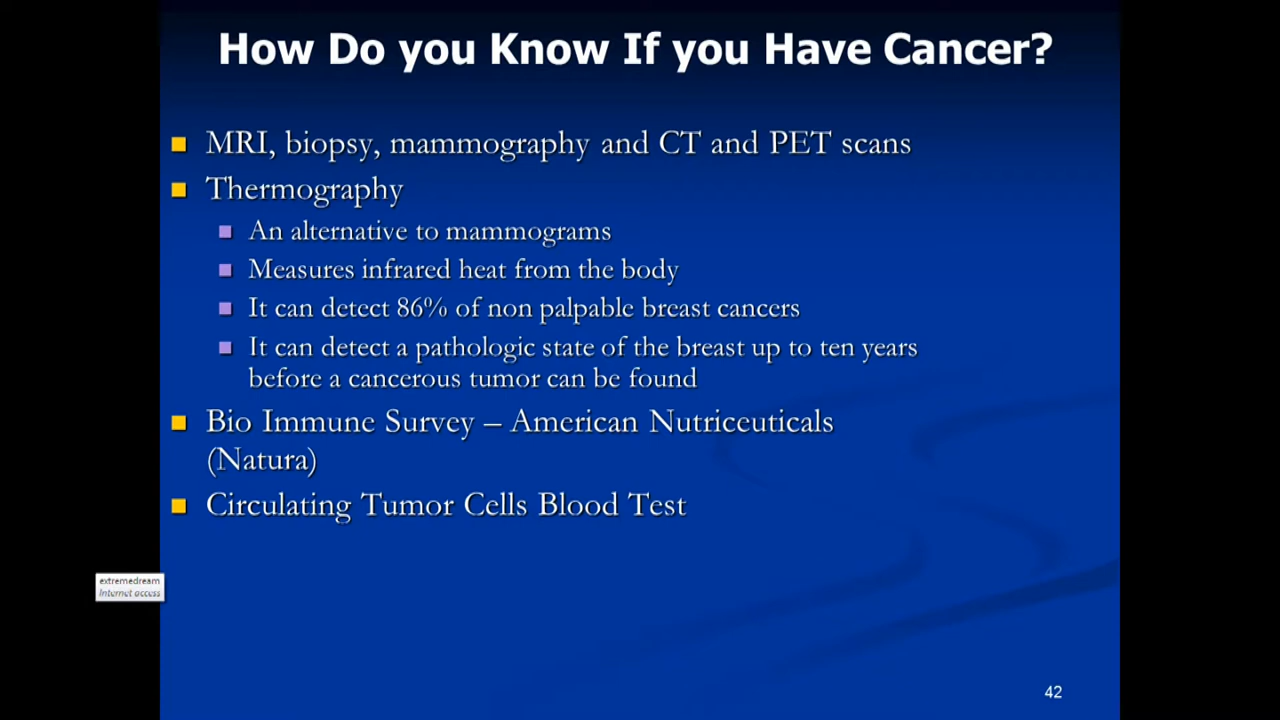 How Do you Know If you Have Cancer?
MRI, biopsy, mammography and CT and PET scans
Thermography
An alternative to mammograms
Measures infrared heat from the body
It can detect 86% of non palpable breast cancers
It can detect a pathologic state of the breast up to ten years
before a cancerous tumor can be found
Bio Immune Survey – American Nutriceuticals
(Natura)
Circulating Tumor Cells Blood Test
extremedream
Internet access
42